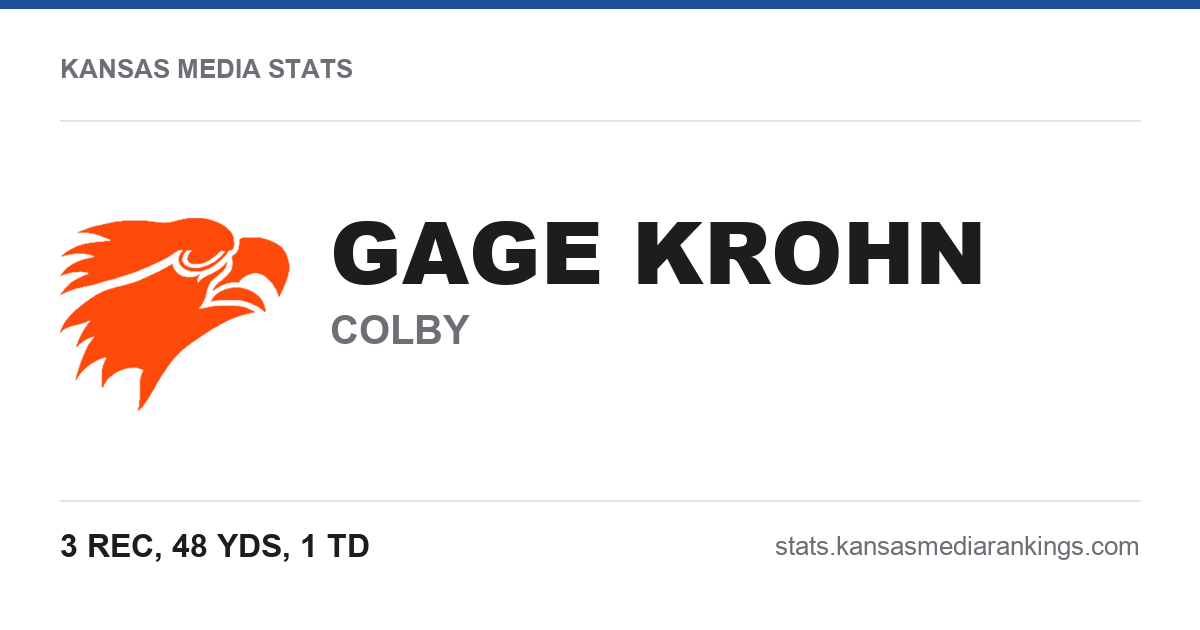 KANSAS MEDIA STATS
GAGE KROHN
COLBY
3 REC, 48 YDS, 1 TD
stats.kansasmediarankings.com